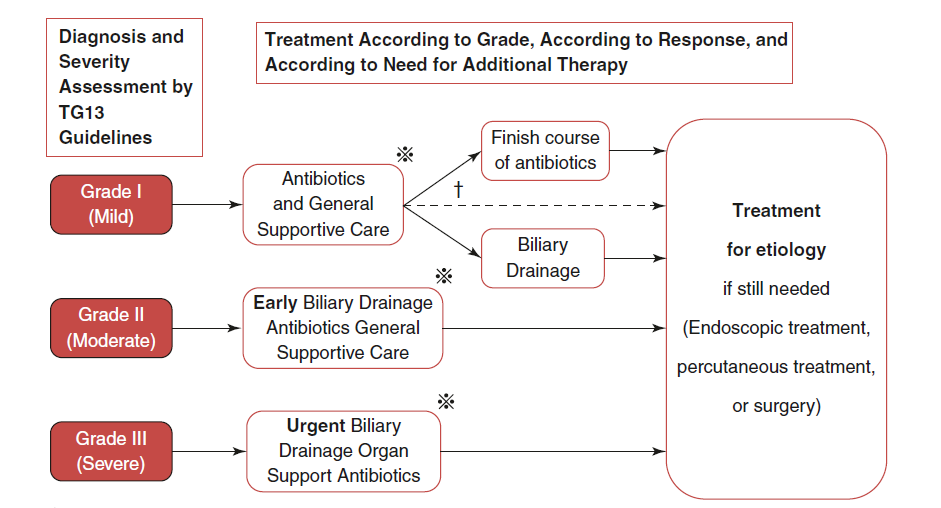 Diagnosis and
Severity
Assessment by
TG13
Guidelines
Treatment According to Grade, According to Response, and
According to Need for Additional Therapy
Grade I
(Mild)
Antibiotics
and General
Supportive Care
※
†
Finish course
of antibiotics
Biliary
Drainage
Grade II
(Moderate)
Early Biliary Drainage
Antibiotics General
Supportive Care
※
Grade III
(Severe)
Urgent Biliary
Drainage Organ
Support Antibiotics
※
Treatment
for etiology
if still needed
(Endoscopic treatment,
percutaneous treatment,
or surgery)